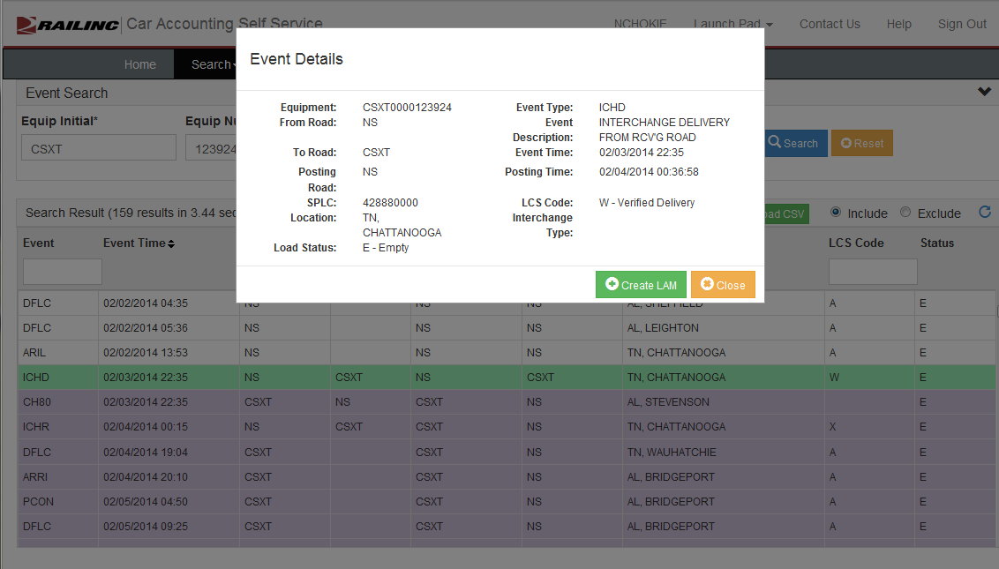 RAILINC Car Accounting Self Service NCHOKIE Launch Pad Contact Us Help Sign Out
Home Search
Event Search
Equip Initial* Equip Nu
CSXT 123924 Search Reset
Search Result (159 results in 3.44 sec oad CSV Include Exclude
Event Event Time LCS Code Status
Event Details
Equipment: CSXT0000123924 Event Type: ICHD
From Road: NS Event INTERCHANGE DELIVERY
Description: FROM RCV'G ROAD
To Road: CSXT Event Time: 02/03/2014 22:35
Posting NS Posting Time: 02/04/2014 00:36:58
Road:
SPLC: 428880000 LCS Code: W - Verified Delivery
Location: TN, Interchange
CHATTANOOGA Type:
Load Status: E - Empty
Create LAM Close
DFLC 02/02/2014 04:35 NS NS NS AL, SHEFFIELD A E
DFLC 02/02/2014 05:36 NS NS NS AL, LEIGHTON A E
ARIL 02/02/2014 13:53 NS NS NS TN, CHATTANOOGA A E
ICHD 02/03/2014 22:35 NS CSXT NS CSXT TN, CHATTANOOGA W E
CH80 02/03/2014 22:35 CSXT NS CSXT AL, STEVENSON E
ICHR 02/04/2014 00:15 NS CSXT CSXT TN, CHATTANOOGA X E
DFLC 02/04/2014 19:04 CSXT CSXT TN, WAUHATCHIE A E
ARRI 02/04/2014 20:10 CSXT CSXT AL, BRIDGEPORT A E
PCON 02/05/2014 04:50 CSXT CSXT AL, BRIDGEPORT A E
DFLC 02/05/2014 09:25 CSXT CSXT AL, BRIDGEPORT A E